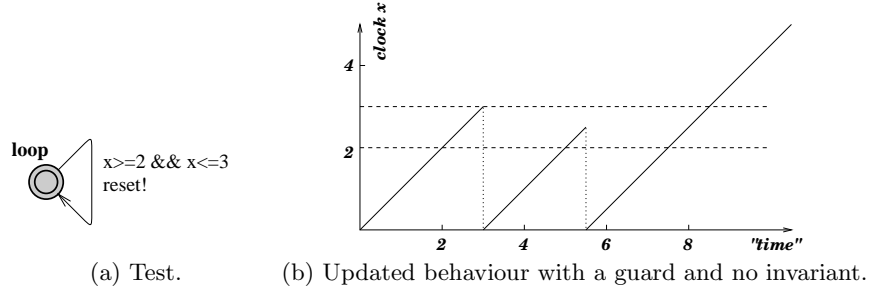 loop
x>=2 && x<=3
reset!
(a) Test.
clock x
4
2
2
4
6
8
"time"
(b) Updated behaviour with a guard and no invariant.